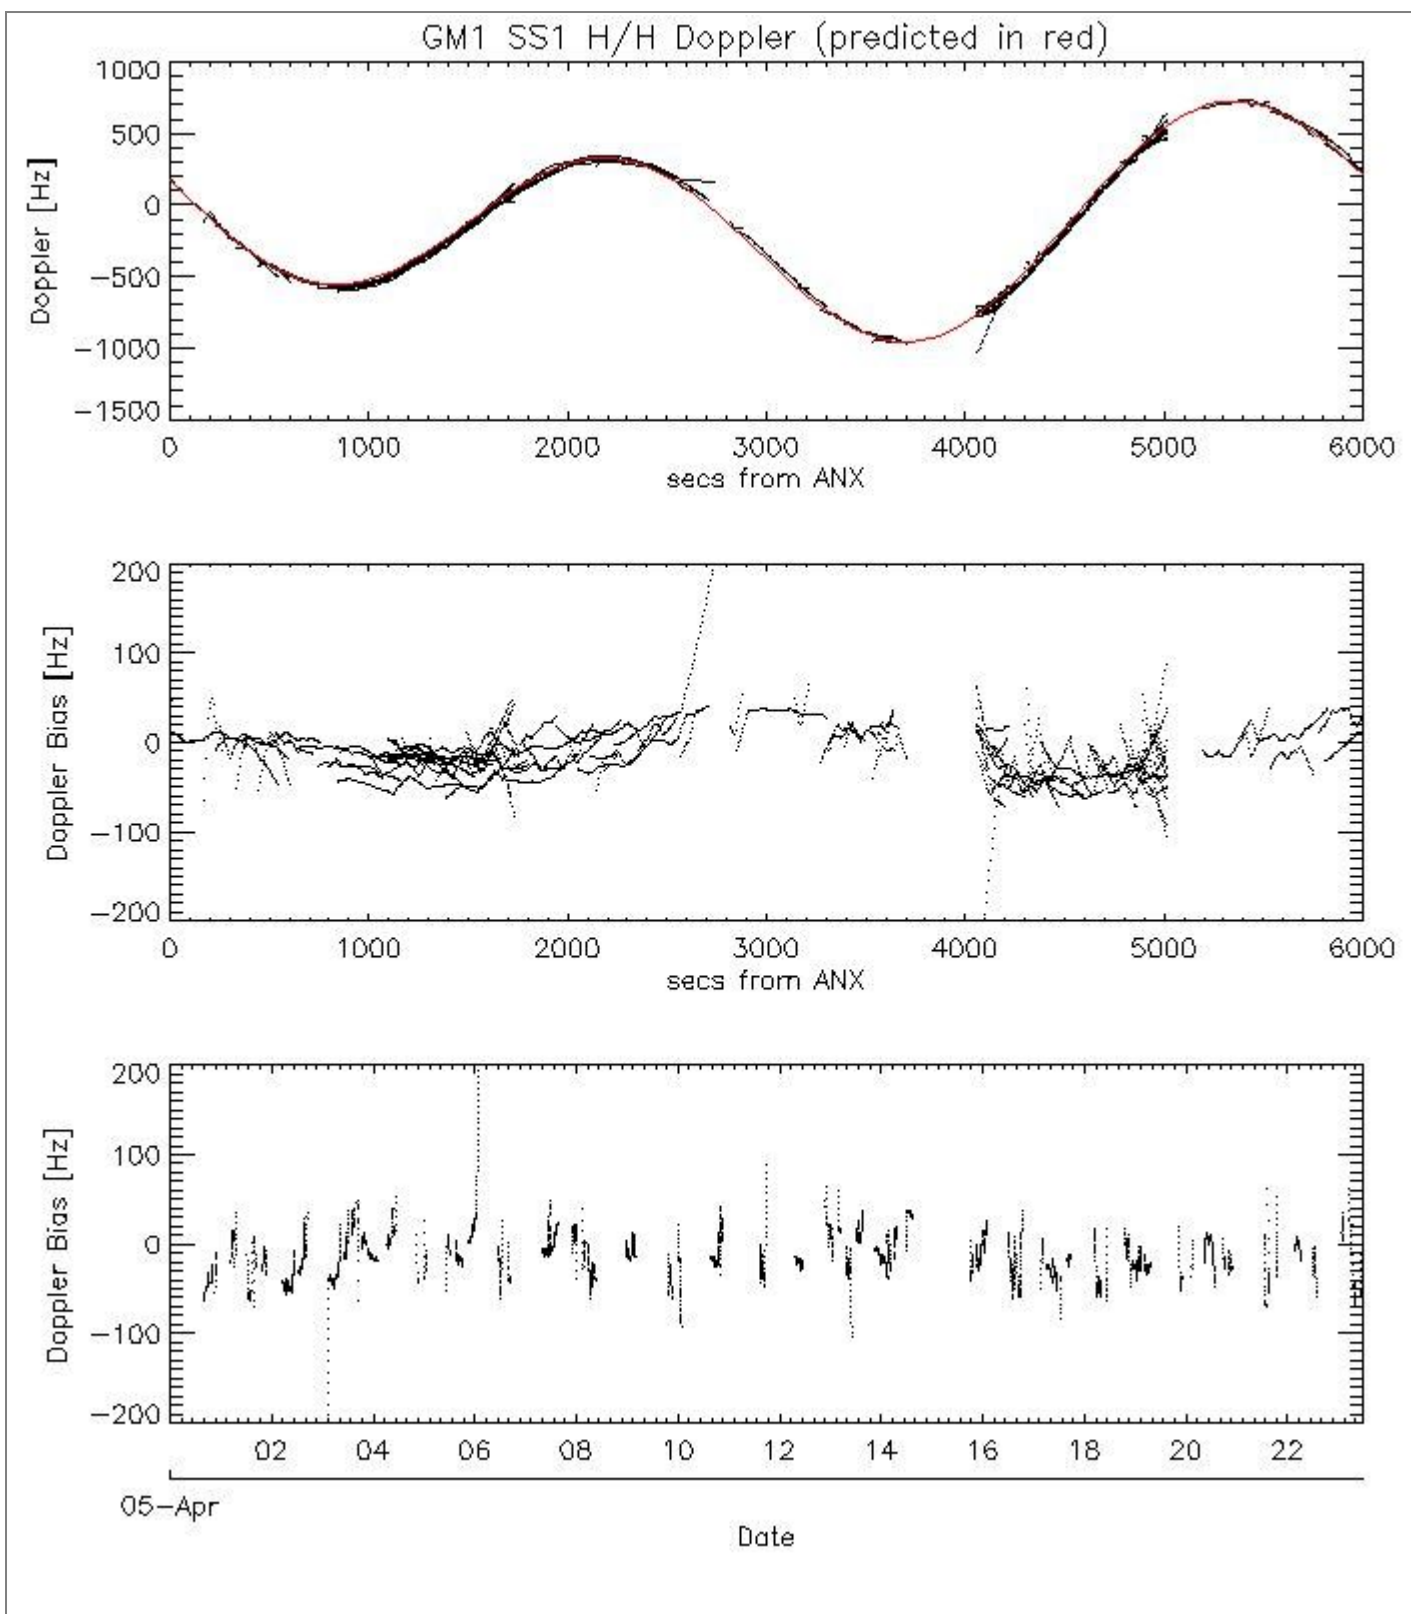 GM1 SS1 H/H Doppler (predicted in red)
1000
500
0
-500
-1000
-1500
Doppler [Hz]
0 1000 2000 3000 4000 5000 6000
secs from ANX
200
100
0
-100
-200
Doppler Bias [Hz]
0 1000 2000 3000 4000 5000 6000
secs from ANX
200
100
0
-100
-200
Doppler Bias [Hz]
02 04 06 08 10 12 14 16 18 20 22
05-Apr
Date